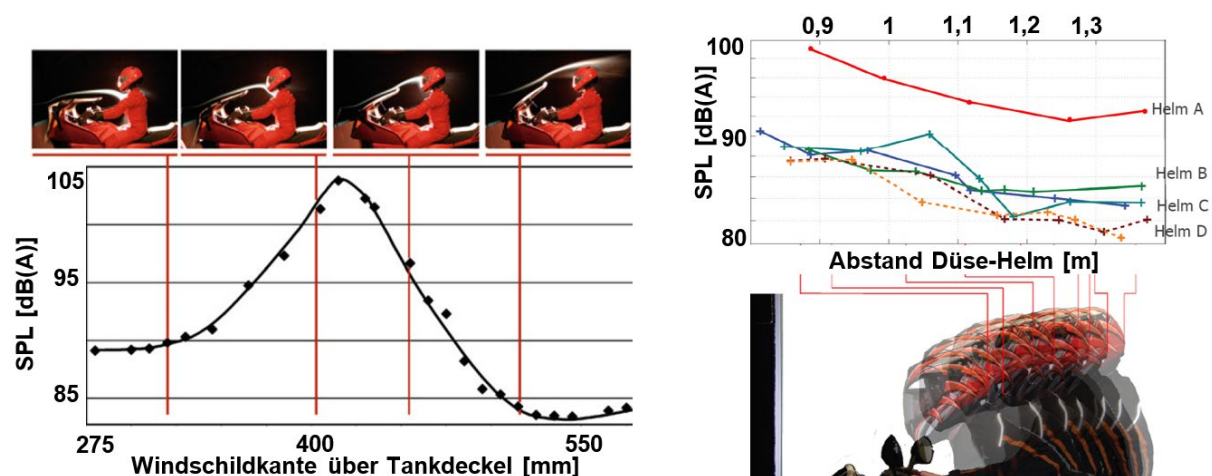 SPL [dB(A)]
105
95
85
275 400 550
Windschildkante über Tankdeckel [mm]
0,9 1 1,1 1,2 1,3
SPL [dB(A)]
100
90
80
Helm A
Helm B
Helm C
Helm D
Abstand Düse-Helm [m]